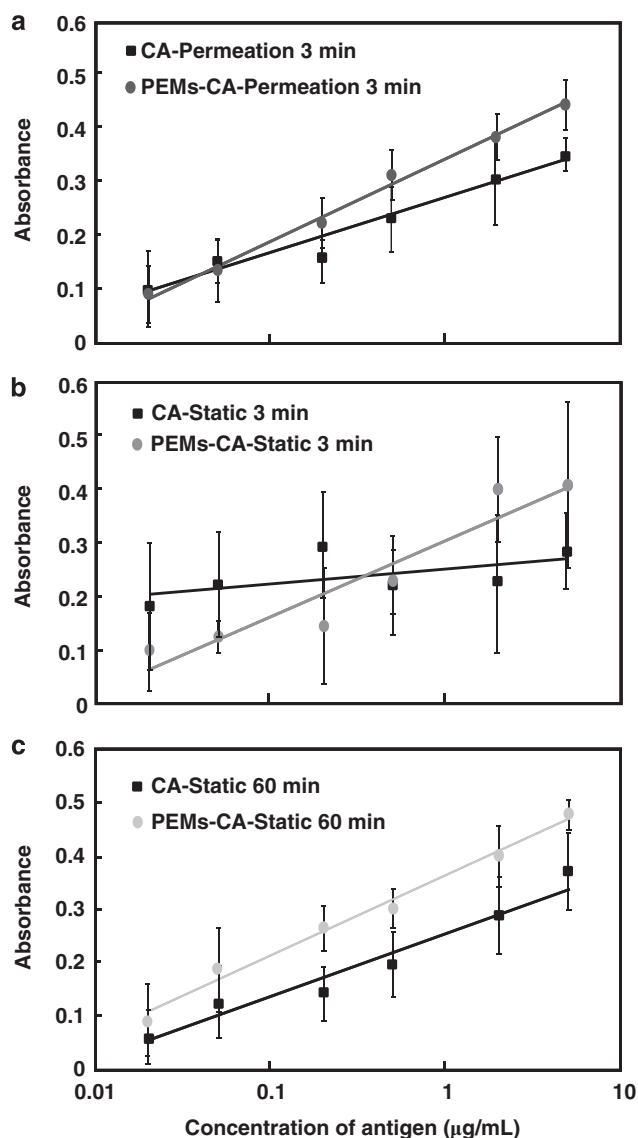 a
0.6
0.5
0.4
0.3
0.2
0.1
0
Absorbance
CA-Permeation 3 min
PEMs-CA-Permeation 3 min
b
0.6
0.5
0.4
0.3
0.2
0.1
0
Absorbance
CA-Static 3 min
PEMs-CA-Static 3 min
c
0.6
0.5
0.4
0.3
0.2
0.1
0
Absorbance
CA-Static 60 min
PEMs-CA-Static 60 min
0.01 0.1 1 10
Concentration of antigen (μg/mL)